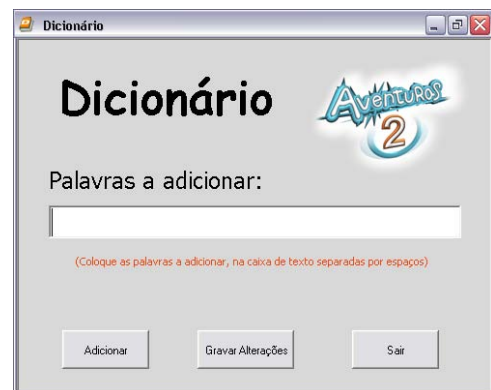 Dicionário
Dicionário
Aventuras
2
Palavras a adicionar:
(Coloque as palavras a adicionar, na caixa de texto separadas por espaços)
Adicionar
Gravar Alterações
Sair